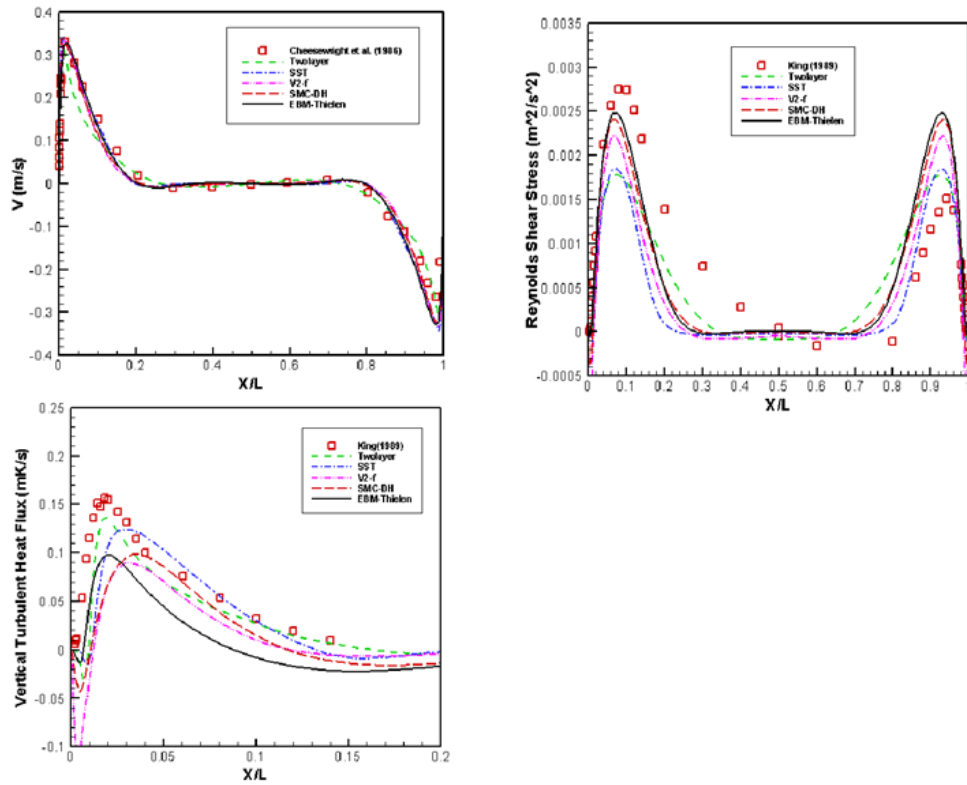 0.4
0.3
0.2
0.1
0
-0.1
-0.2
-0.3
-0.4
V (m/s)
Cheesewright et al. (1986)
Twolayer
SST
V2-f
SMC-DH
EBM-Thielen
0
0.2
0.4
0.6
0.8
1
X/L
0.0035
0.003
0.0025
0.002
0.0015
0.001
0.0005
0
-0.0005
Reynolds Shear Stress (m^2/s^2)
King (1989)
Twolayer
SST
V2-f
SMC-DH
EBM-Thielen
0
0.1
0.2
0.3
0.4
0.5
0.6
0.7
0.8
0.9
X/L
0.25
0.2
0.15
0.1
0.05
0
-0.05
-0.1
Vertical Turbulent Heat Flux (mK/s)
King(1989)
Twolayer
SST
V2-f
SMC-DH
EBM-Thielen
0
0.05
0.1
0.15
0.2
X/L